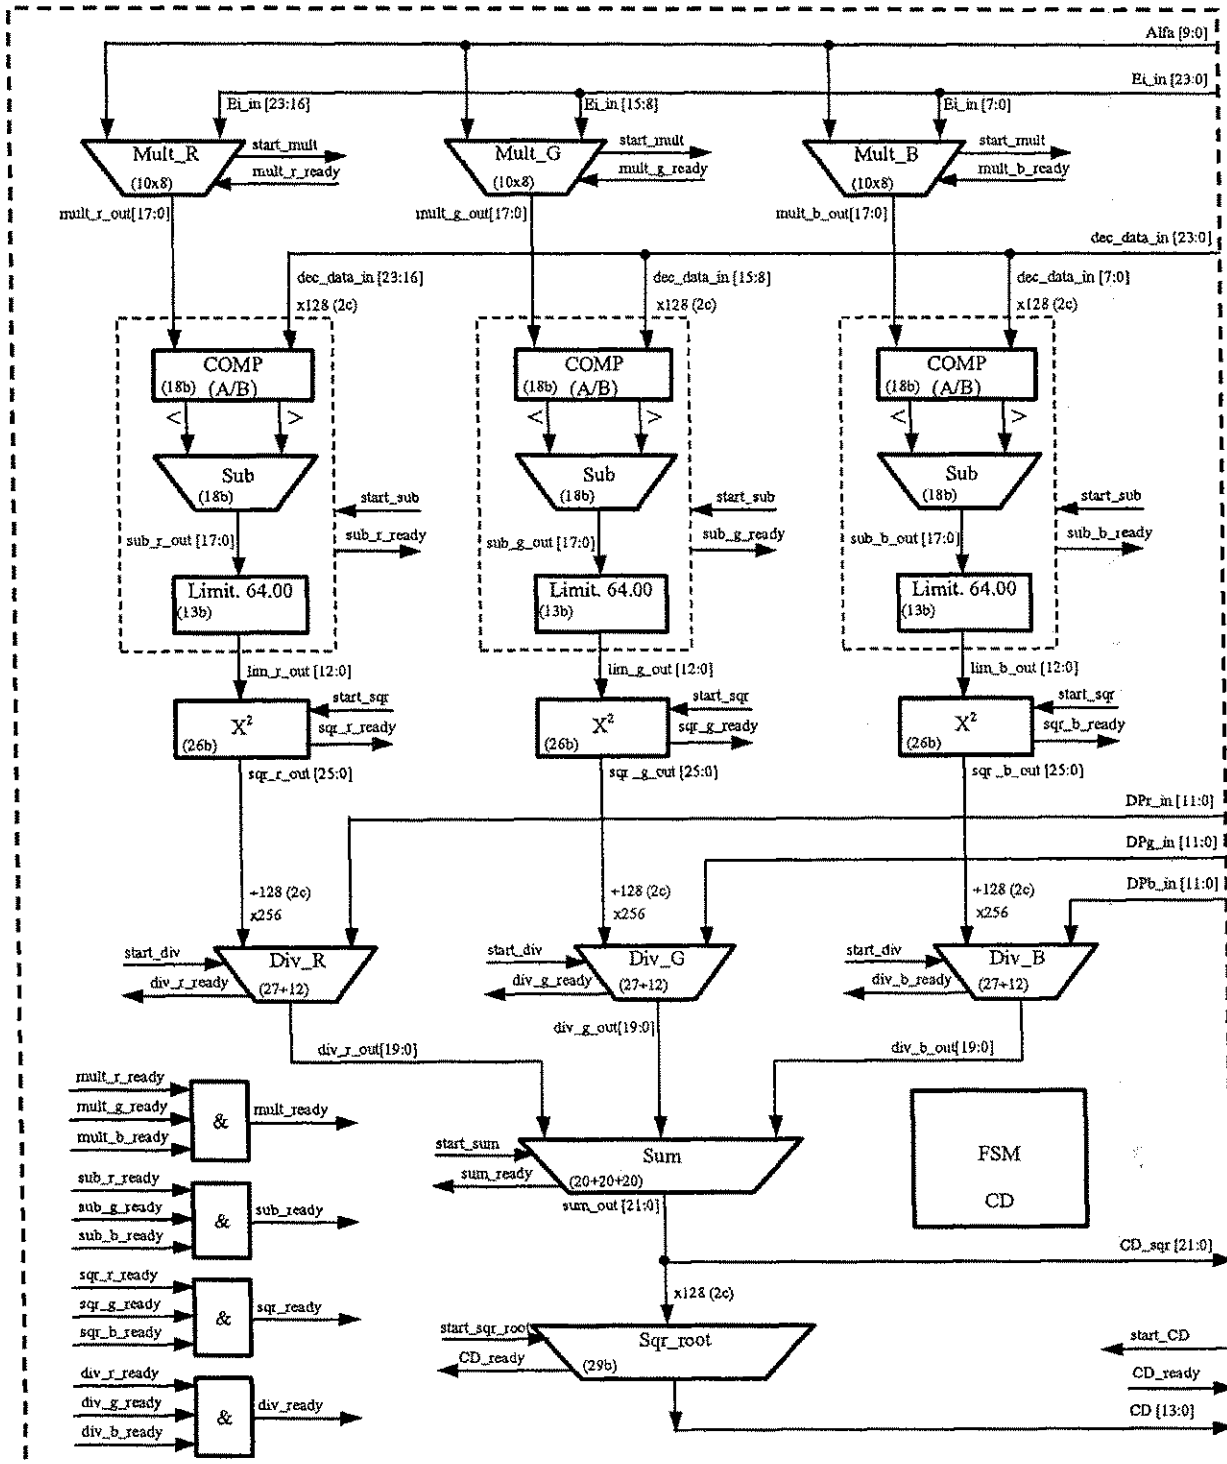 Alfa [9:0]
Ei_in [23:0]
Ei_in [23:16]
Ei_in [15:8]
Ei_in [7:0]
Mult_R
(10x8)
start_mult
mult_r_ready
Mult_G
(10x8)
start_mult
mult_g_ready
Mult_B
(10x8)
start_mult
mult_b_ready
mult_r_out[17:0]
mult_g_out[17:0]
mult_b_out[17:0]
dec_data_in [23:0]
dec_data_in [23:16]
x128 (2c)
dec_data_in [15:8]
x128 (2c)
dec_data_in [7:0]
x128 (2c)
COMP
(18b) (A/B)
< >
COMP
(18b) (A/B)
< >
COMP
(18b) (A/B)
< >
Sub
(18b)
Sub
(18b)
Sub
(18b)
start_sub
sub_r_ready
start_sub
sub_g_ready
start_sub
sub_b_ready
sub_r_out [17:0]
sub_g_out [17:0]
sub_b_out [17:0]
Limit. 64.00
(13b)
Limit. 64.00
(13b)
Limit. 64.00
(13b)
lim_r_out [12:0]
lim_g_out [12:0]
lim_b_out [12:0]
X²
(26b)
start_sqr
sqr_r_ready
X²
(26b)
start_sqr
sqr_g_ready
X²
(26b)
start_sqr
sqr_b_ready
sqr_r_out [25:0]
sqr_g_out [25:0]
sqr_b_out [25:0]
DPr_in [11:0]
DPg_in [11:0]
DPb_in [11:0]
÷128 (2c)
x256
÷128 (2c)
x256
÷128 (2c)
x256
start_div
div_r_ready
Div_R
(27÷12)
start_div
div_g_ready
Div_G
(27÷12)
start_div
div_b_ready
Div_B
(27÷12)
div_r_out[19:0]
div_g_out[19:0]
div_b_out[19:0]
mult_r_ready
mult_g_ready
mult_b_ready
&
mult_ready
sub_r_ready
sub_g_ready
sub_b_ready
&
sub_ready
sqr_r_ready
sqr_g_ready
sqr_b_ready
&
sqr_ready
div_r_ready
div_g_ready
div_b_ready
&
div_ready
start_sum
sum_ready
Sum
(20+20+20)
sum_out [21:0]
FSM
CD
CD_sqr [21:0]
x128 (2c)
start_sqr_root
CD_ready
Sqr_root
(29b)
start_CD
CD_ready
CD [13:0]